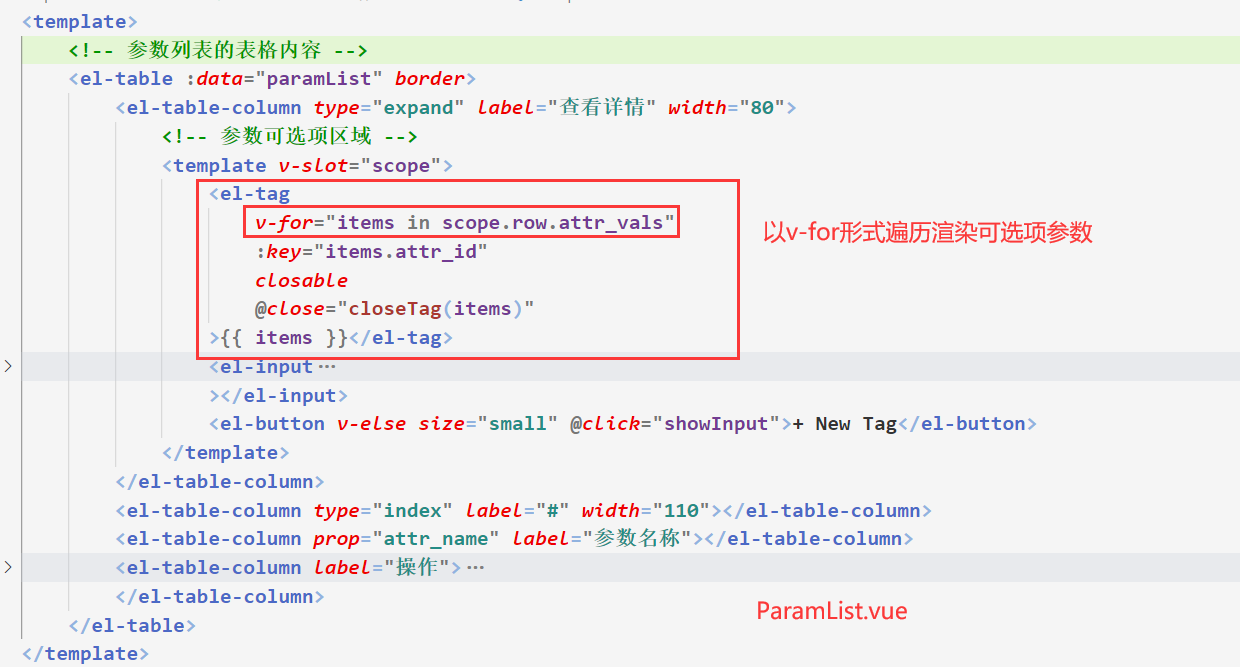 <template>
<!-- 参数列表的表格内容 -->
<el-table :data="paramList" border>
<el-table-column type="expand" label="查看详情" width="80">
<!-- 参数可选项区域 -->
<template v-slot="scope">
<el-tag
v-for="items in scope.row.attr_vals"
以v-for形式遍历渲染可选项参数
:key="items.attr_id"
closable
@close="closeTag(items)"
>{{ items }}</el-tag>
<el-input…
></el-input>
<el-button v-else size="small" @click="showInput">+ New Tag</el-button>
</template>
</el-table-column>
<el-table-column type="index" label="#" width="110"></el-table-column>
<el-table-column prop="attr_name" label="参数名称"></el-table-column>
<el-table-column label="操作">…
</el-table-column>
ParamList.vue
</el-table>
</template>